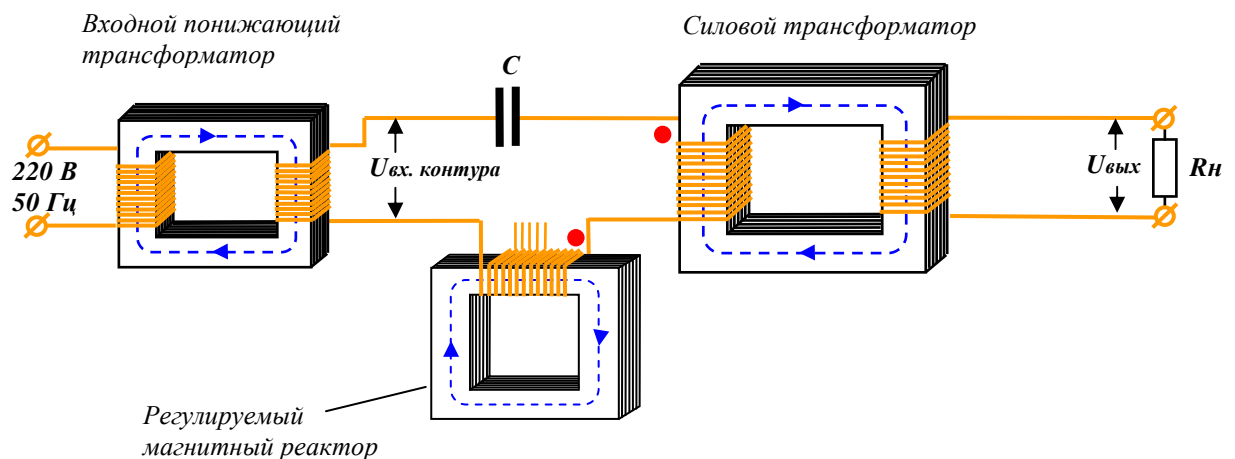 Входной понижающий
трансформатор
Силовой трансформатор
C
220 В
50 Гц
Uвх. контура
Uвых
Rн
Регулируемый
магнитный реактор